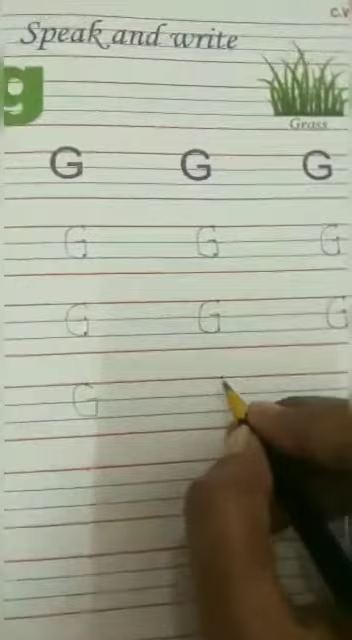 C.V
Speak and write
g
Grass
G G G
G G G
G G G
G